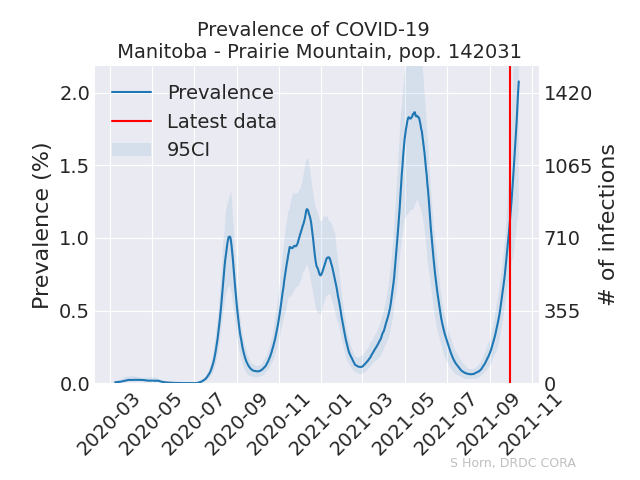 Prevalence of COVID-19
Manitoba - Prairie Mountain, pop. 142031
Prevalence
Latest data
95CI
Prevalence (%)
2.0
1.5
1.0
0.5
0.0
1420
1065
710
355
0
# of infections
2020-03
2020-05
2020-07
2020-09
2020-11
2021-01
2021-03
2021-05
2021-07
2021-09
2021-11
S Horn, DRDC CORA